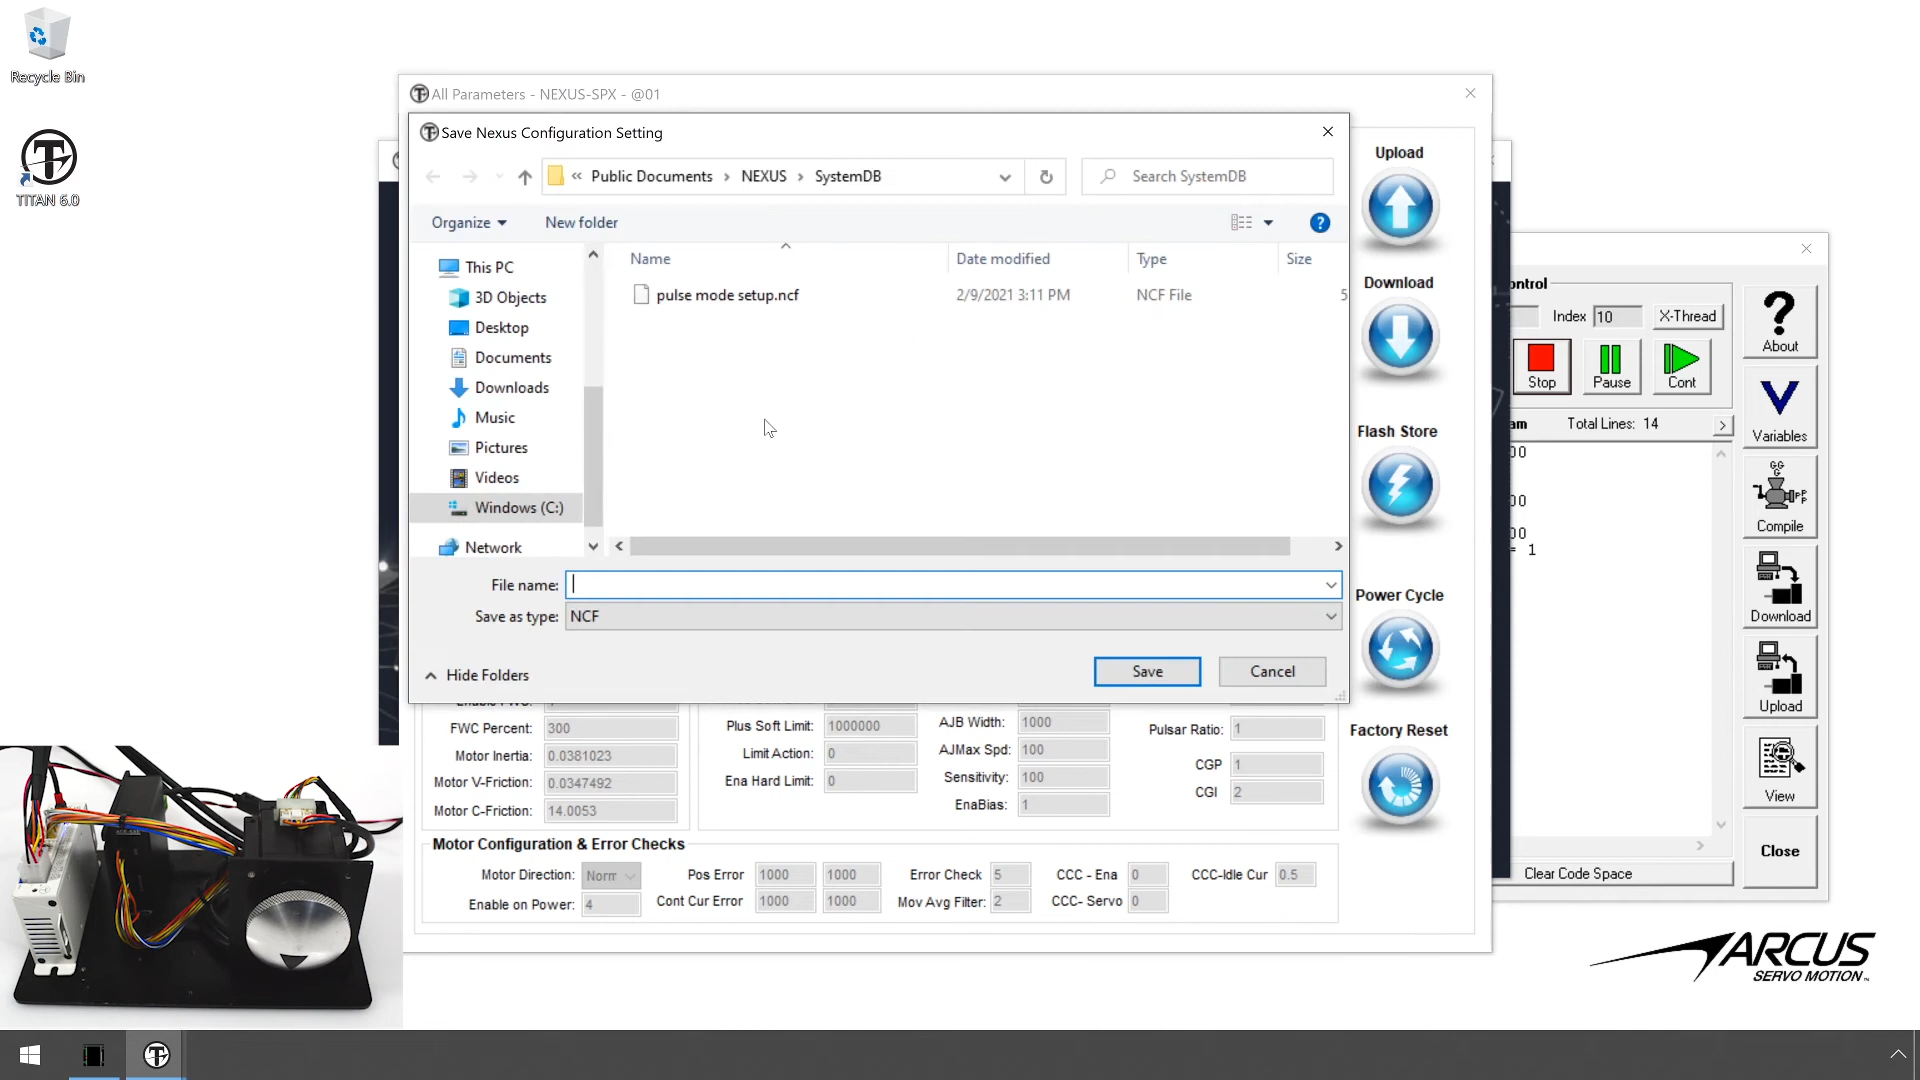 Recycle Bin
TITAN 6.0
All Parameters - NEXUS-SPX - @01
Save Nexus Configuration Setting
« Public Documents › NEXUS › SystemDB
Search SystemDB
Organize
New folder
This PC
3D Objects
Desktop
Documents
Downloads
Music
Pictures
Videos
Windows (C:)
Network
Name
Date modified
Type
Size
pulse mode setup.ncf
2/9/2021 3:11 PM
NCF File
5
File name:
Save as type: NCF
Hide Folders
Save
Cancel
Upload
Download
Flash Store
Power Cycle
Factory Reset
FWC Percent: 300
Motor Inertia: 0.0381023
Motor V-Friction: 0.0347492
Motor C-Friction: 14.0053
Plus Soft Limit: 1000000
Limit Action: 0
Ena Hard Limit: 0
AJB Width: 1000
AJMax Spd: 100
Sensitivity: 100
EnaBias: 1
Pulsar Ratio: 1
CGP 1
CGI 2
Motor Configuration & Error Checks
Motor Direction: Norm
Enable on Power: 4
Pos Error 1000 1000
Cont Cur Error 1000 1000
Error Check 5
Mov Avg Filter: 2
CCC - Ena 0
CCC- Servo 0
CCC-Idle Cur 0.5
ontrol
Index 10
X-Thread
Stop
Pause
Cont
am Total Lines: 14
>
00
00
00
= 1
Clear Code Space
About
Variables
Compile
Download
Upload
View
Close
ARCUS
SERVO MOTION